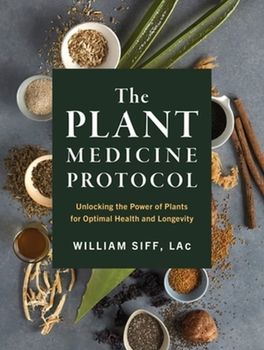 The
PLANT
MEDICINE
PROTOCOL
Unlocking the Power of Plants
for Optimal Health and Longevity
WILLIAM SIFF, LAc